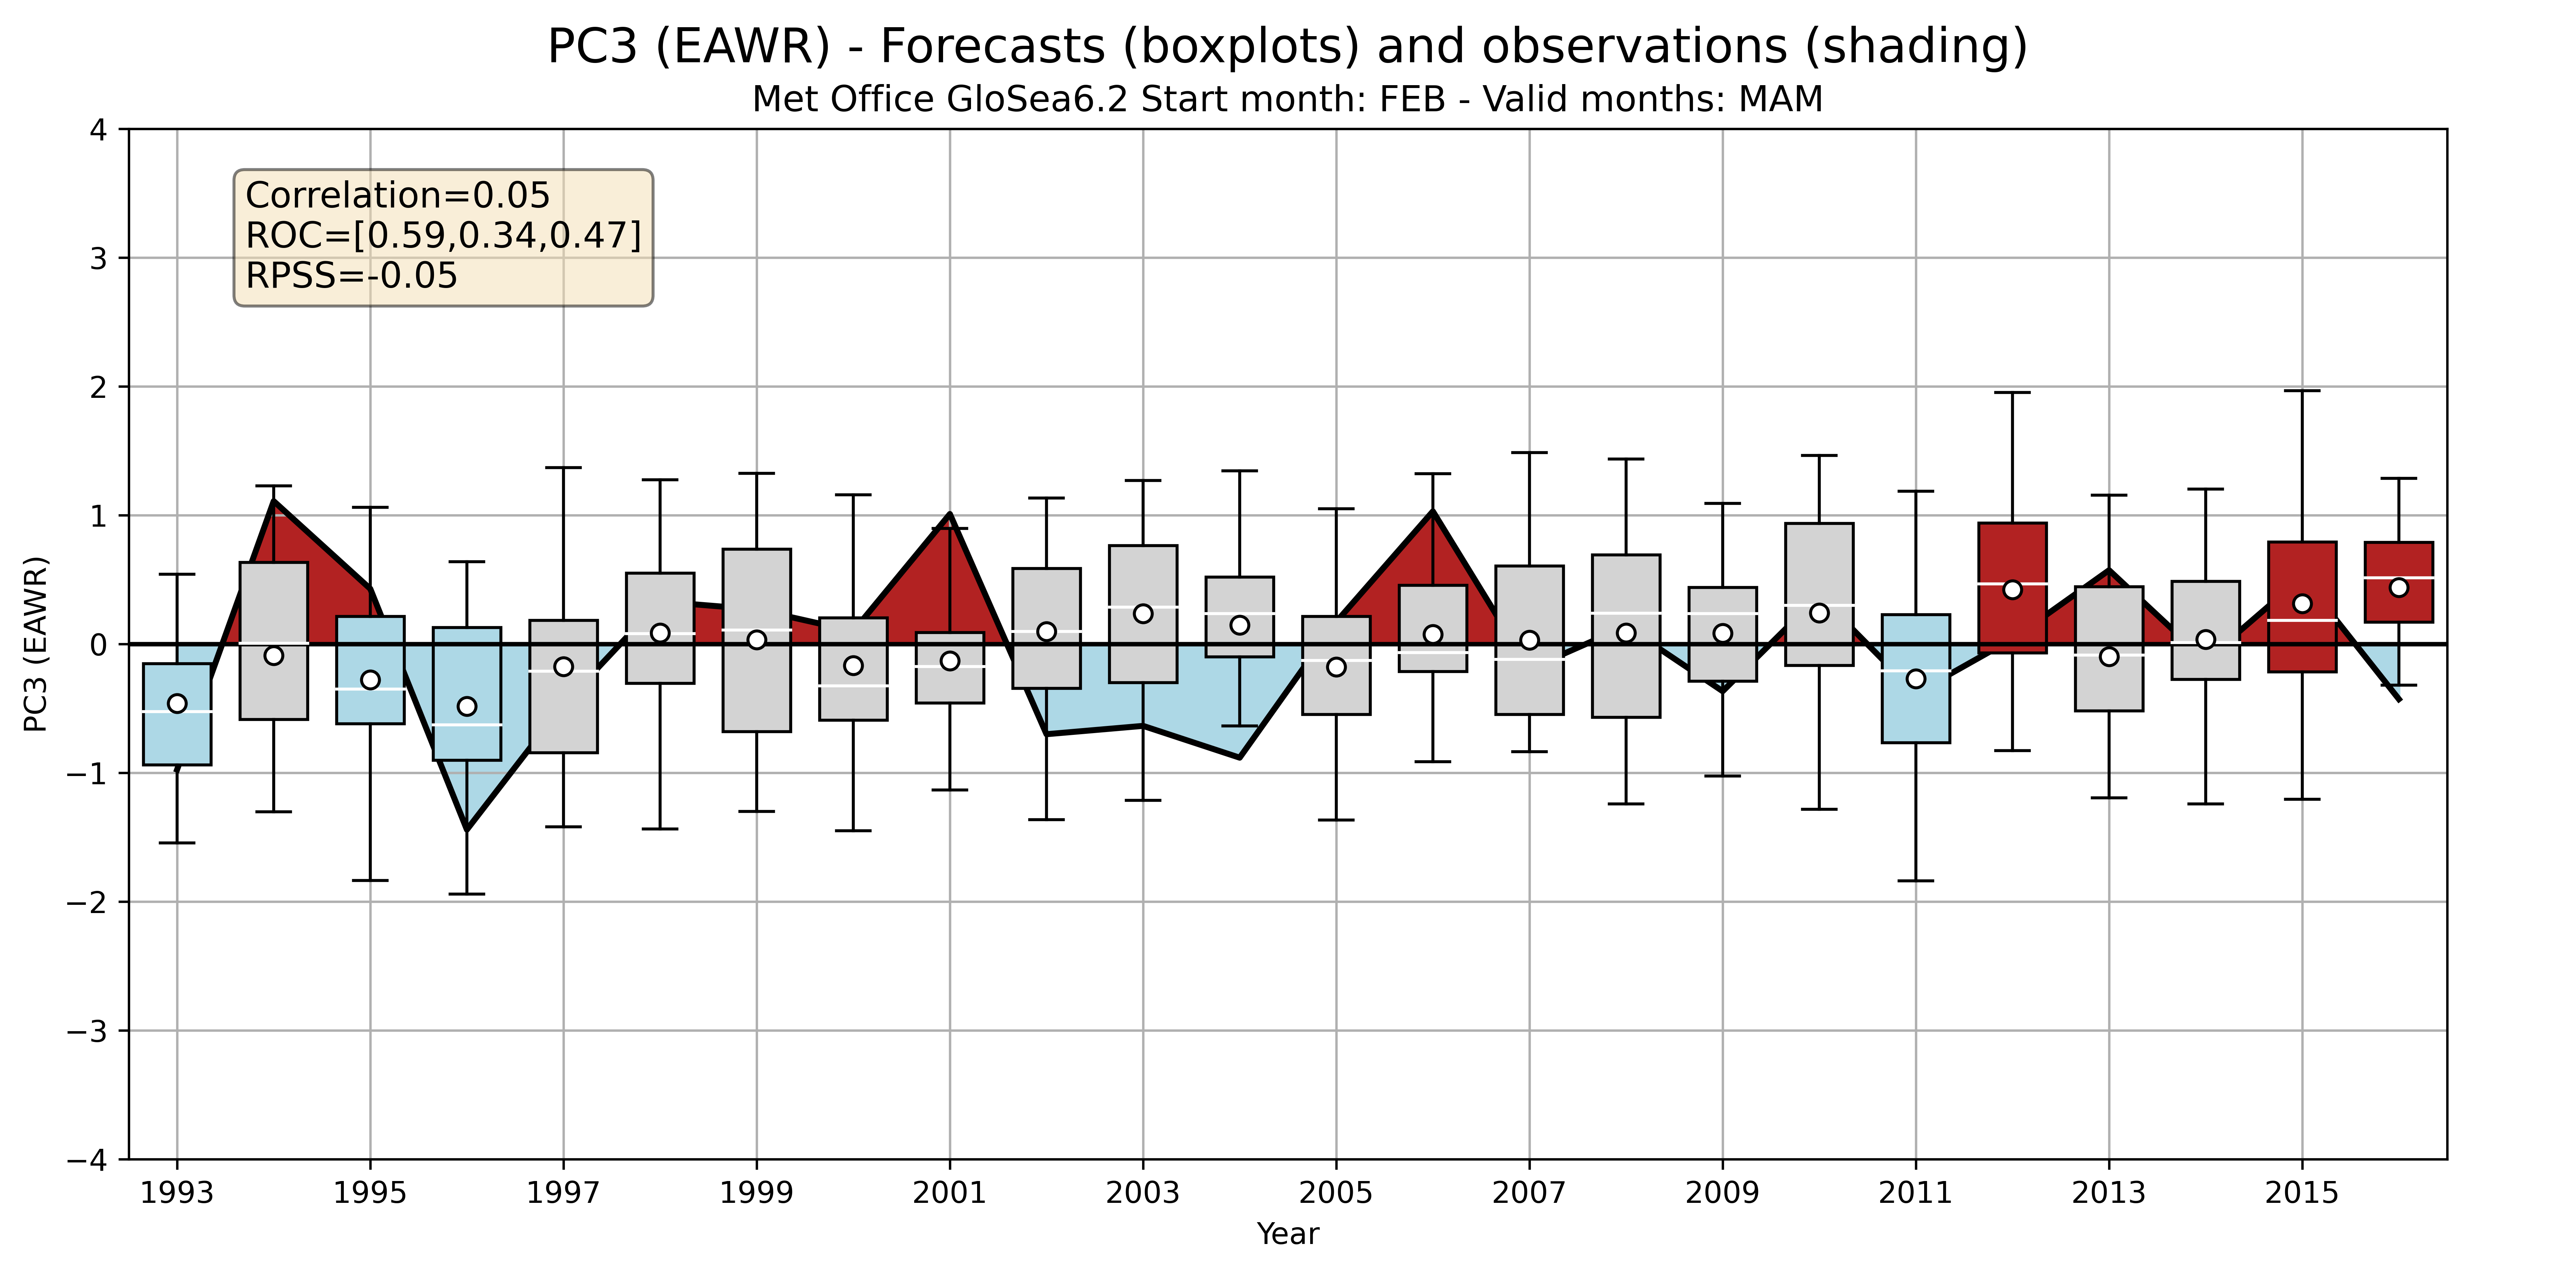 PC3 (EAWR) - Forecasts (boxplots) and observations (shading)
Met Office GloSea6.2 Start month: FEB - Valid months: MAM
4
3
2
1
0
−1
−2
−3
−4
Correlation=0.05
ROC=[0.59,0.34,0.47]
RPSS=-0.05
PC3 (EAWR)
1993 1995 1997 1999 2001 2003 2005 2007 2009 2011 2013 2015
Year